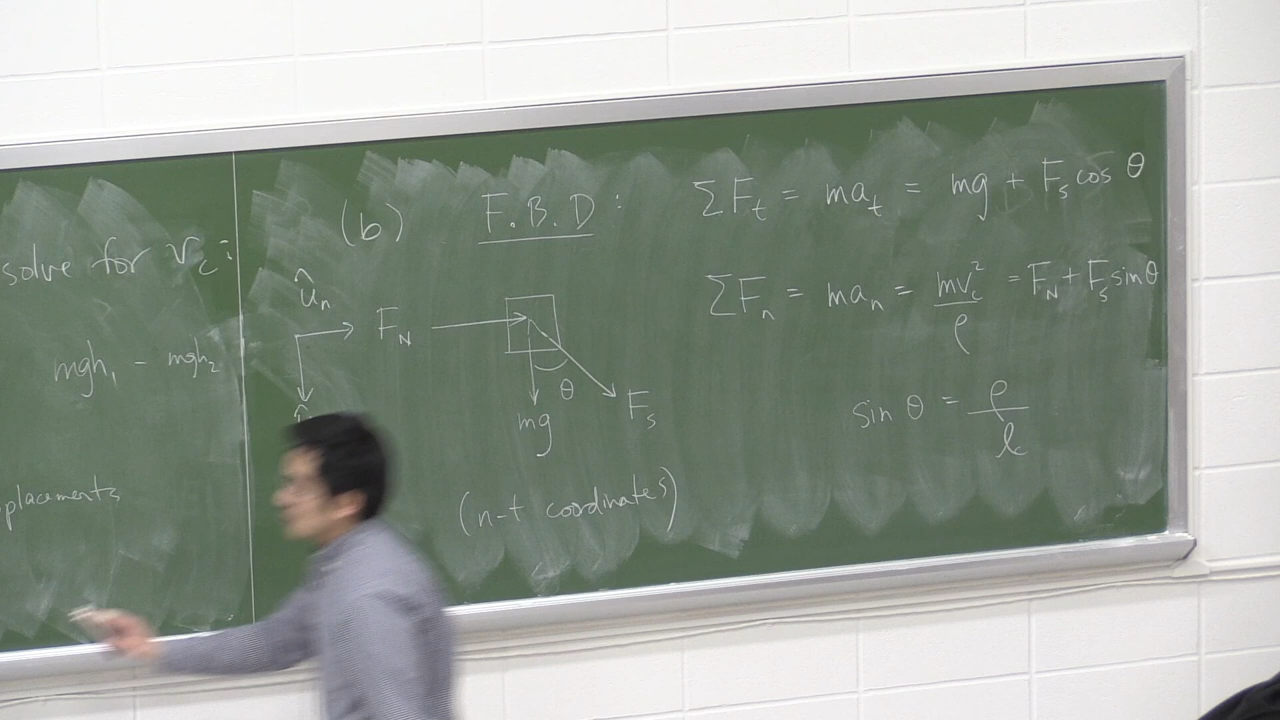 solve for v_c :
mgh₁ - mgh₂
placements
(b) F.B.D :
û_n
F_N
θ
mg
F_s
(n-t coordinates)
ΣF_t = ma_t = mg + F_s cos θ
ΣF_n = ma_n = mv_c²/ρ = F_N + F_s sin θ
sin θ = ρ/l